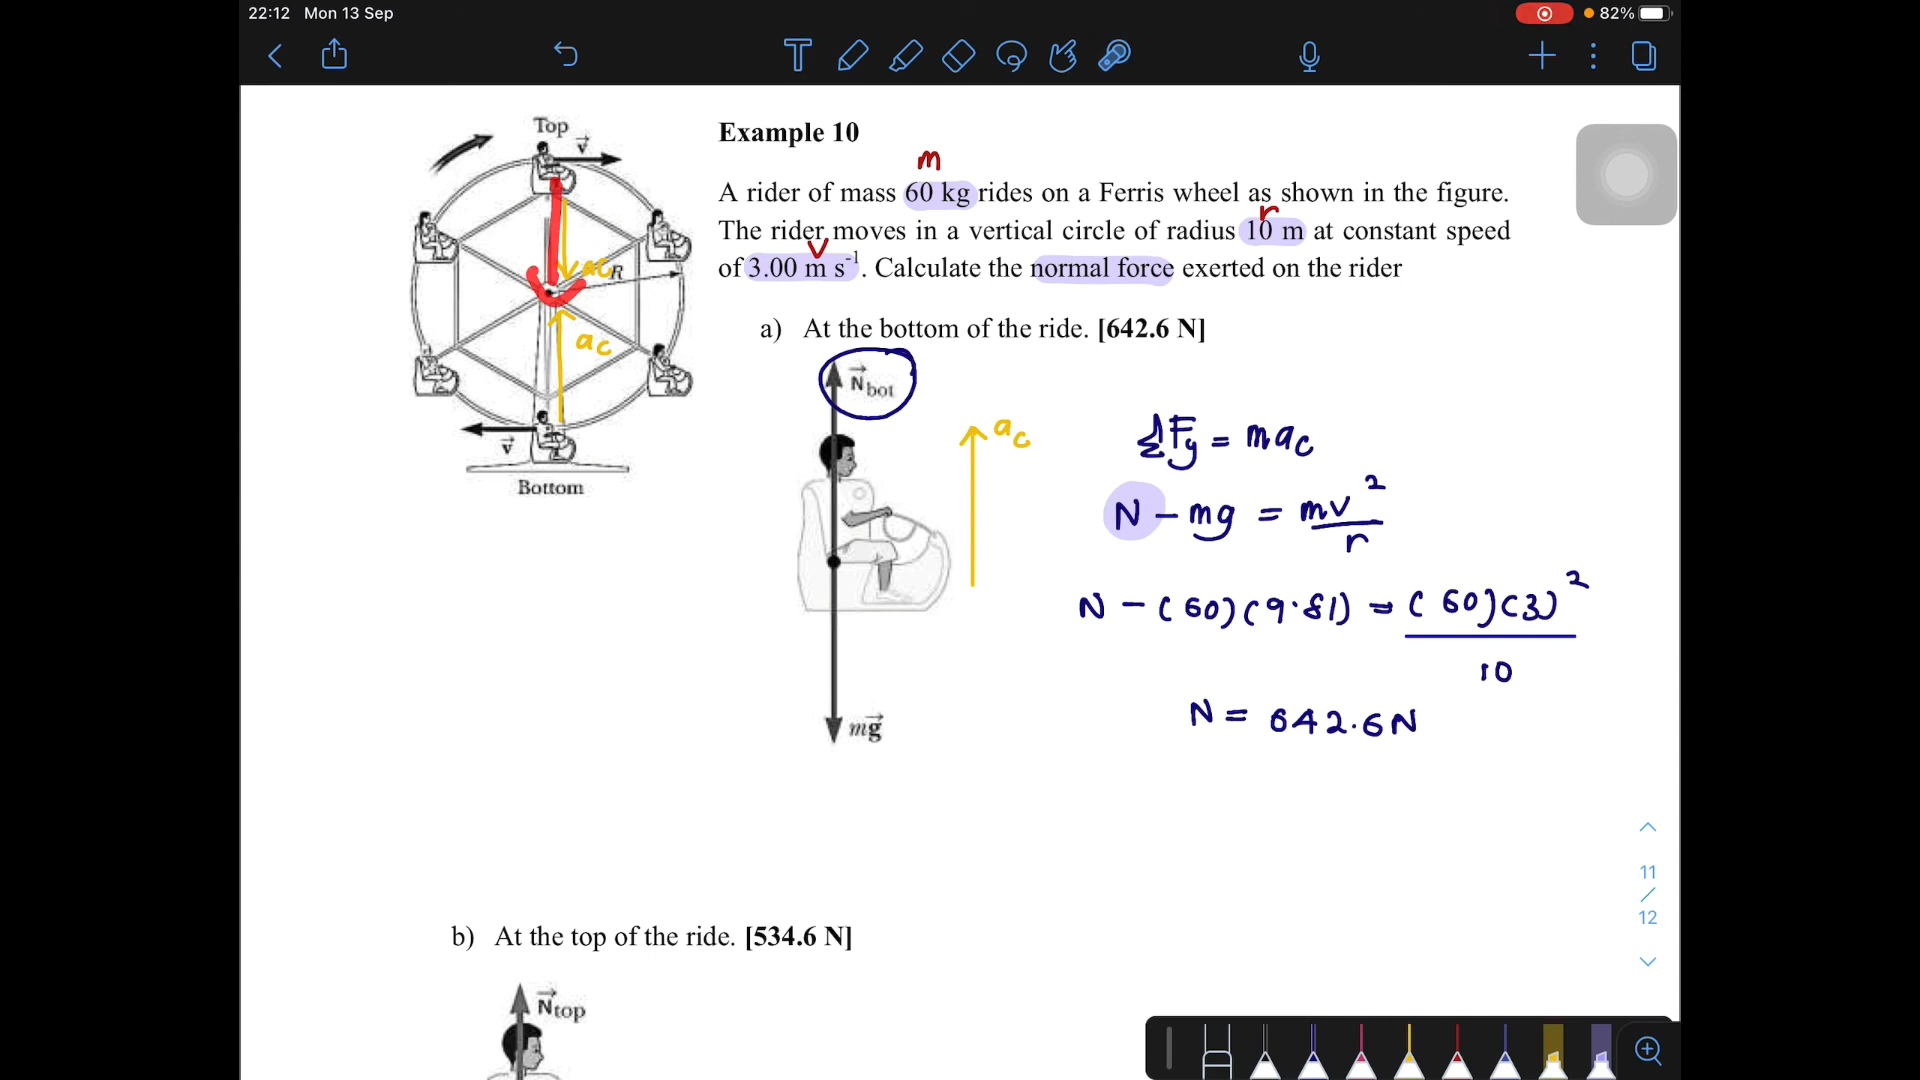 22:12 Mon 13 Sep
82%
Top
v
Example 10
m
A rider of mass 60 kg rides on a Ferris wheel as shown in the figure.
r
The rider moves in a vertical circle of radius 10 m at constant speed
v
of 3.00 m s⁻¹. Calculate the normal force exerted on the rider
ac
R
a) At the bottom of the ride. [642.6 N]
ac
N bot
v
Bottom
ac
ΣFy = mac
N - mg = mv² / r
N - (60)(9.81) = (60)(3)²
10
N = 642.6N
mg
11
/
12
b) At the top of the ride. [534.6 N]
N top